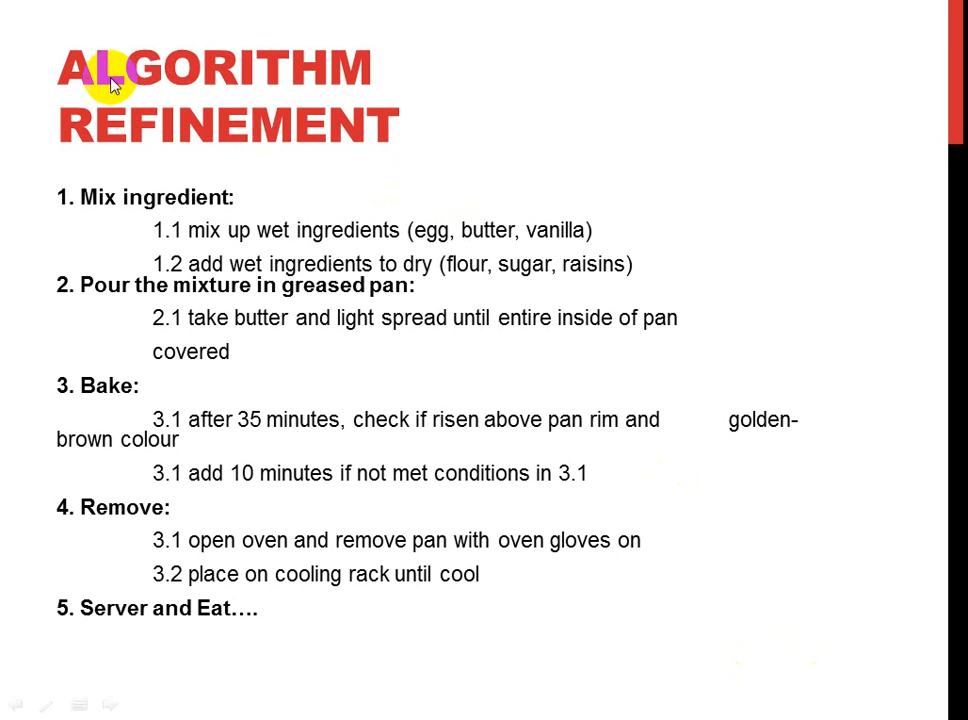 ALGORITHM
REFINEMENT
1. Mix ingredient:
1.1 mix up wet ingredients (egg, butter, vanilla)
1.2 add wet ingredients to dry (flour, sugar, raisins)
2. Pour the mixture in greased pan:
2.1 take butter and light spread until entire inside of pan
covered
3. Bake:
3.1 after 35 minutes, check if risen above pan rim and golden-
brown colour
3.1 add 10 minutes if not met conditions in 3.1
4. Remove:
3.1 open oven and remove pan with oven gloves on
3.2 place on cooling rack until cool
5. Server and Eat….